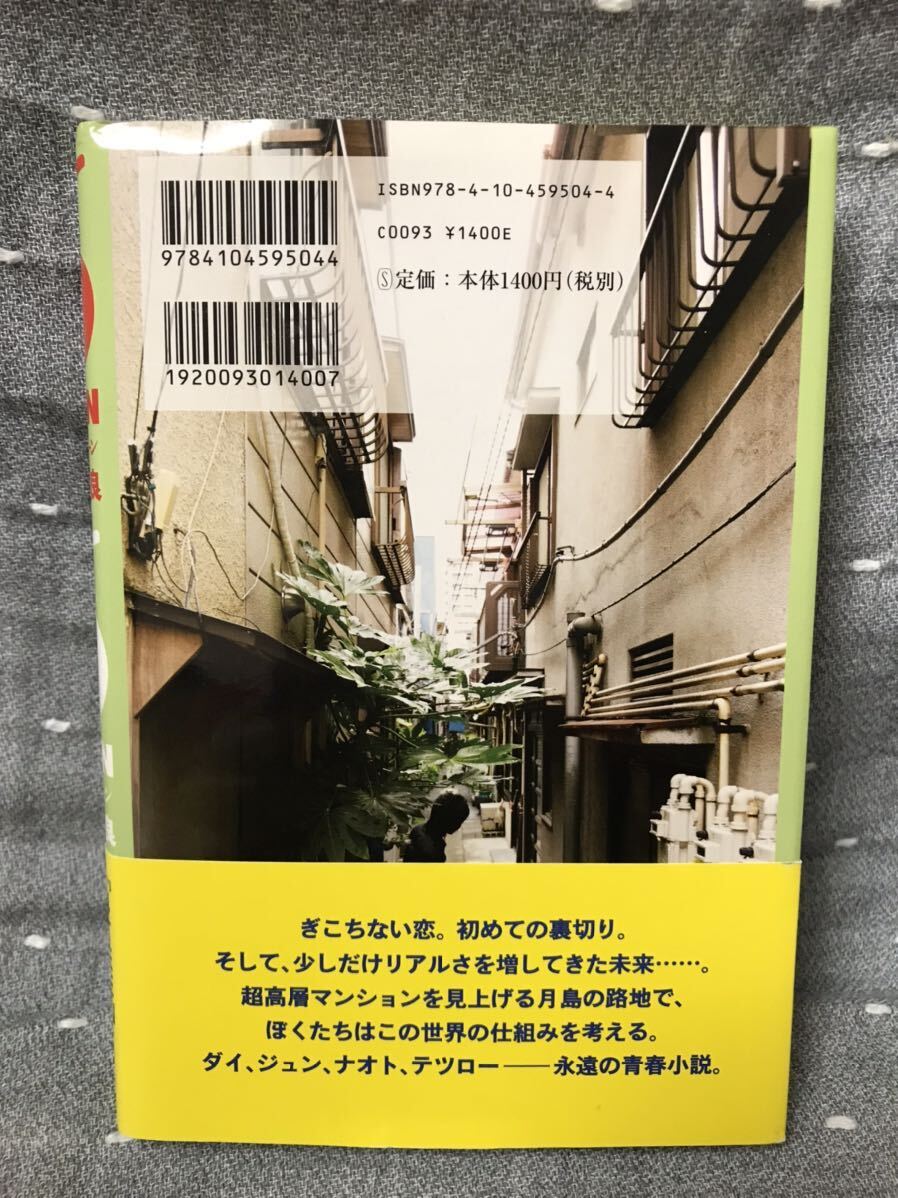 ISBN978-4-10-459504-4
C0093 ¥1400E
Ⓢ定価：本体1400円(税別)
9784104595044
1920093014007
ぎこちない恋。初めての裏切り。
そして、少しだけリアルさを増してきた未来……。
超高層マンションを見上げる月島の路地で、
ぼくたちはこの世界の仕組みを考える。
ダイ、ジュン、ナオト、テツロー──永遠の青春小説。